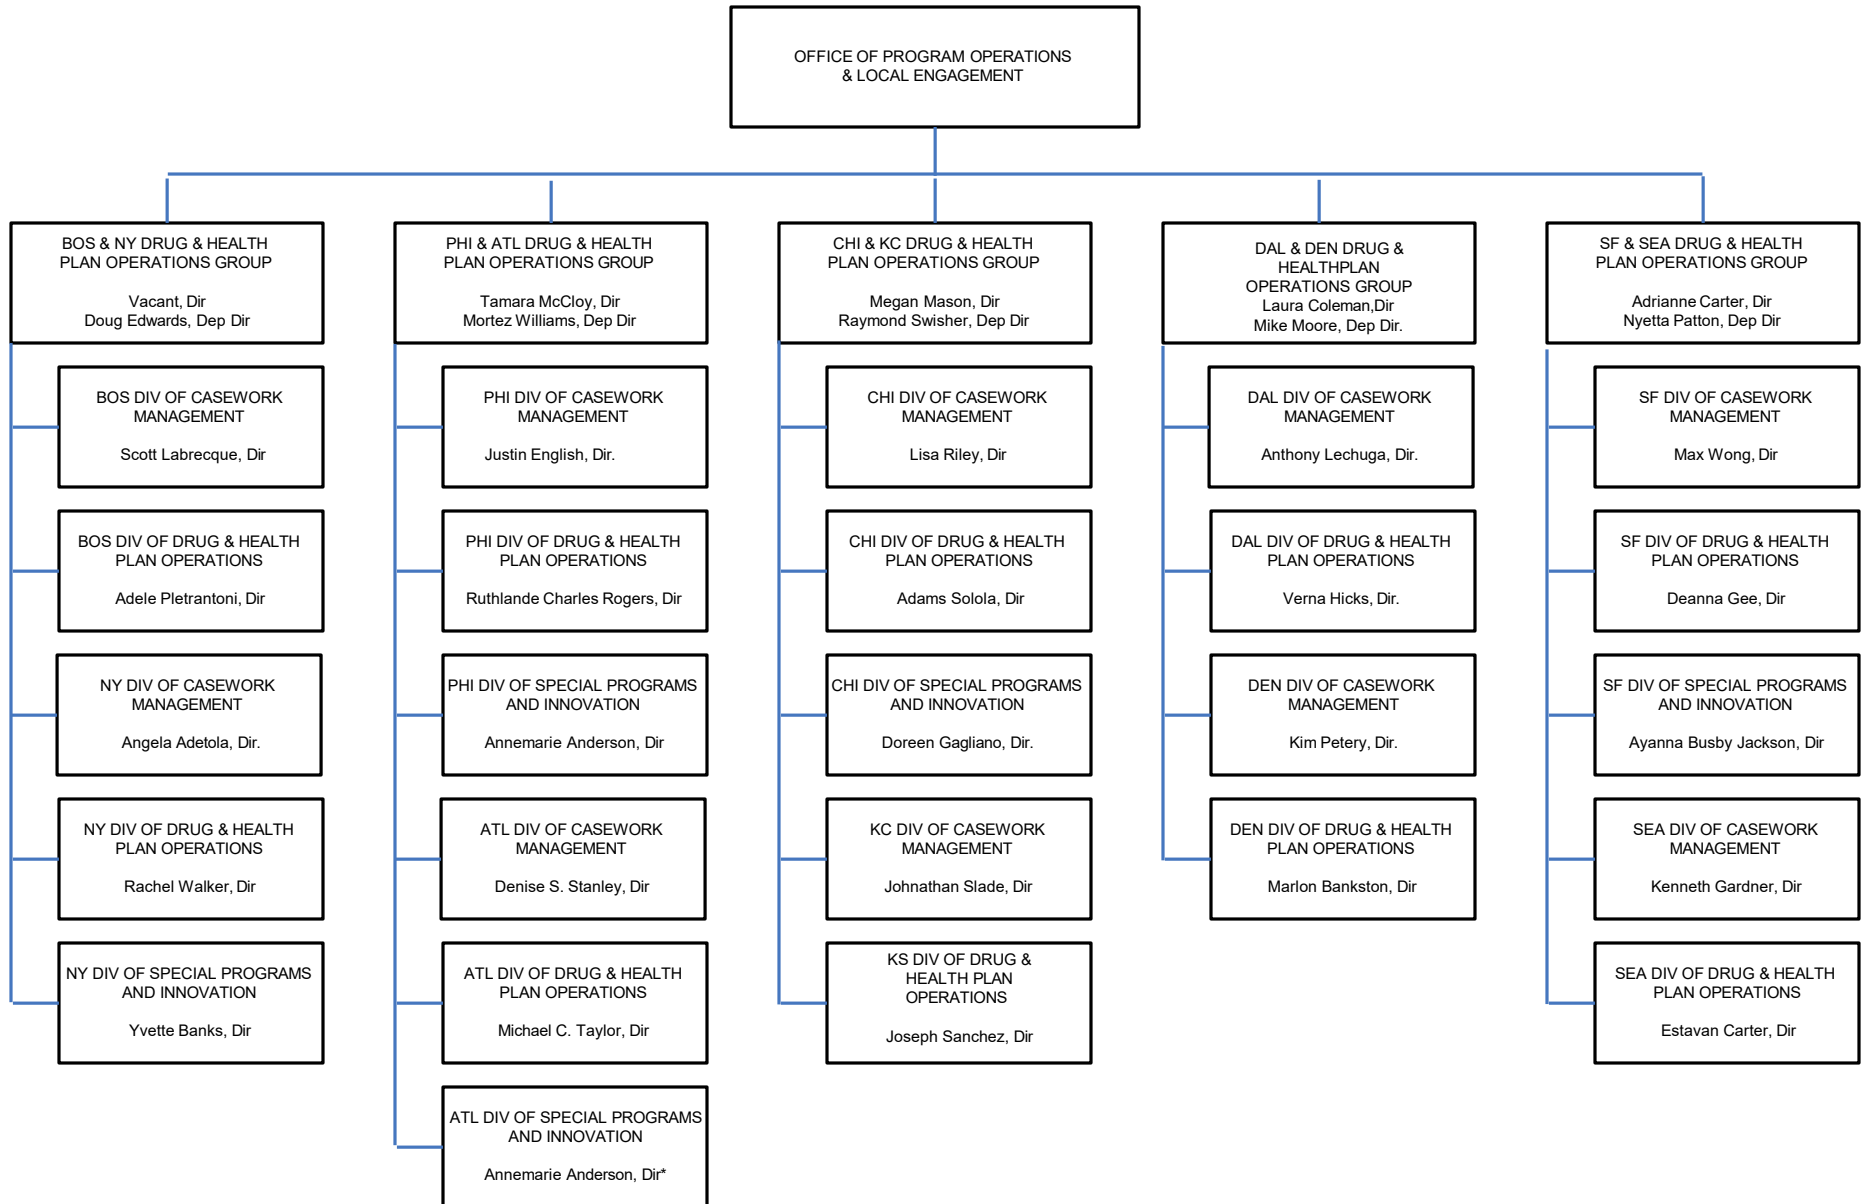 OFFICE OF PROGRAM OPERATIONS
& LOCAL ENGAGEMENT
BOS & NY DRUG & HEALTH
PLAN OPERATIONS GROUP
Vacant, Dir
Doug Edwards, Dep Dir
BOS DIV OF CASEWORK
MANAGEMENT
Scott Labrecque, Dir
BOS DIV OF DRUG & HEALTH
PLAN OPERATIONS
Adele Pletrantoni, Dir
NY DIV OF CASEWORK
MANAGEMENT
Angela Adetola, Dir.
NY DIV OF DRUG & HEALTH
PLAN OPERATIONS
Rachel Walker, Dir
NY DIV OF SPECIAL PROGRAMS
AND INNOVATION
Yvette Banks, Dir
PHI & ATL DRUG & HEALTH
PLAN OPERATIONS GROUP
Tamara McCloy, Dir
Mortez Williams, Dep Dir
PHI DIV OF CASEWORK
MANAGEMENT
Justin English, Dir.
PHI DIV OF DRUG & HEALTH
PLAN OPERATIONS
Ruthlande Charles Rogers, Dir
PHI DIV OF SPECIAL PROGRAMS
AND INNOVATION
Annemarie Anderson, Dir
ATL DIV OF CASEWORK
MANAGEMENT
Denise S. Stanley, Dir
ATL DIV OF DRUG & HEALTH
PLAN OPERATIONS
Michael C. Taylor, Dir
ATL DIV OF SPECIAL PROGRAMS
AND INNOVATION
Annemarie Anderson, Dir*
CHI & KC DRUG & HEALTH
PLAN OPERATIONS GROUP
Megan Mason, Dir
Raymond Swisher, Dep Dir
CHI DIV OF CASEWORK
MANAGEMENT
Lisa Riley, Dir
CHI DIV OF DRUG & HEALTH
PLAN OPERATIONS
Adams Solola, Dir
CHI DIV OF SPECIAL PROGRAMS
AND INNOVATION
Doreen Gagliano, Dir.
KC DIV OF CASEWORK
MANAGEMENT
Johnathan Slade, Dir
KS DIV OF DRUG &
HEALTH PLAN
OPERATIONS
Joseph Sanchez, Dir
DAL & DEN DRUG &
HEALTHPLAN
OPERATIONS GROUP
Laura Coleman,Dir
Mike Moore, Dep Dir.
DAL DIV OF CASEWORK
MANAGEMENT
Anthony Lechuga, Dir.
DAL DIV OF DRUG & HEALTH
PLAN OPERATIONS
Verna Hicks, Dir.
DEN DIV OF CASEWORK
MANAGEMENT
Kim Petery, Dir.
DEN DIV OF DRUG & HEALTH
PLAN OPERATIONS
Marlon Bankston, Dir
SF & SEA DRUG & HEALTH
PLAN OPERATIONS GROUP
Adrianne Carter, Dir
Nyetta Patton, Dep Dir
SF DIV OF CASEWORK
MANAGEMENT
Max Wong, Dir
SF DIV OF DRUG & HEALTH
PLAN OPERATIONS
Deanna Gee, Dir
SF DIV OF SPECIAL PROGRAMS
AND INNOVATION
Ayanna Busby Jackson, Dir
SEA DIV OF CASEWORK
MANAGEMENT
Kenneth Gardner, Dir
SEA DIV OF DRUG & HEALTH
PLAN OPERATIONS
Estavan Carter, Dir